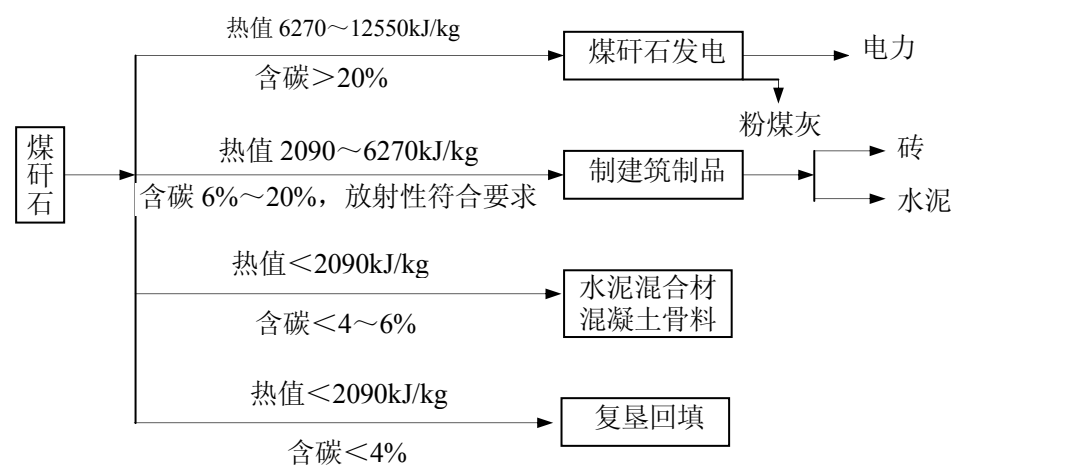 热值 6270～12550kJ/kg
煤矸石发电
电力
含碳＞20%
粉煤灰
煤
矸
石
热值 2090～6270kJ/kg
制建筑制品
砖
含碳 6%～20%，放射性符合要求
水泥
热值＜2090kJ/kg
水泥混合材
混凝土骨料
含碳＜4～6%
热值＜2090kJ/kg
复垦回填
含碳＜4%